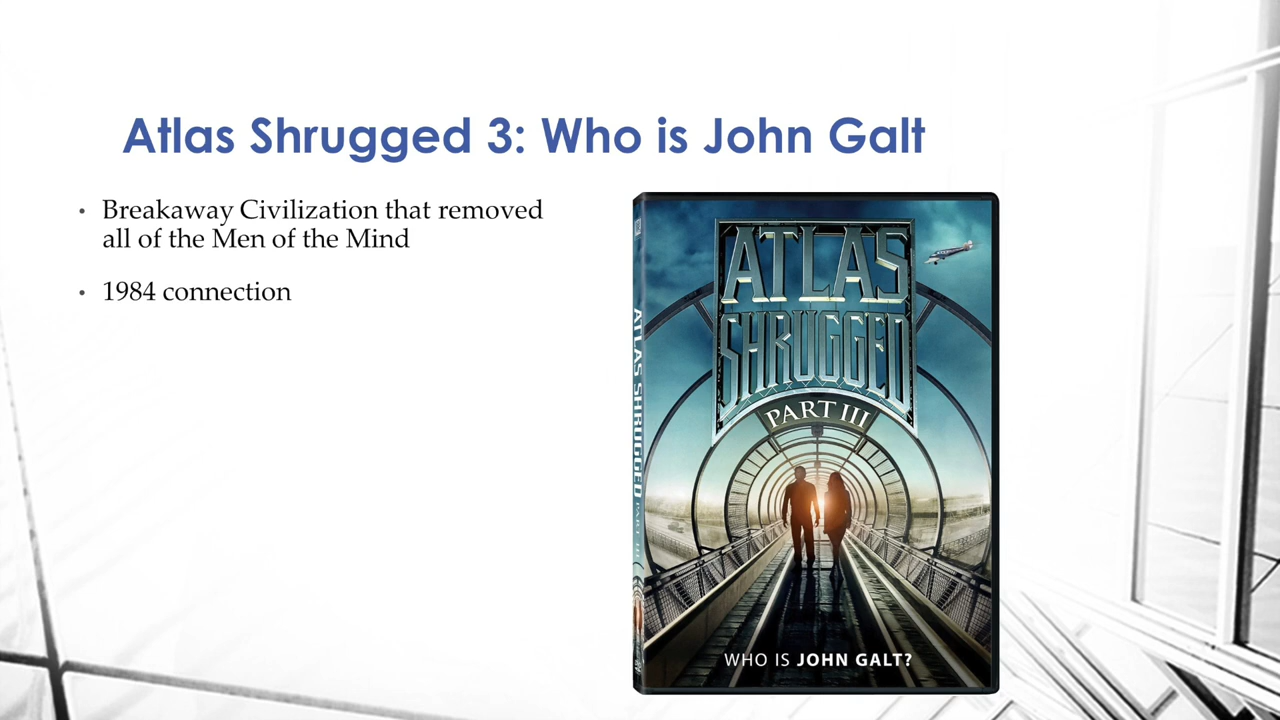 Atlas Shrugged 3: Who is John Galt
• Breakaway Civilization that removed
all of the Men of the Mind
• 1984 connection
ATLAS
SHRUGGED
PART III
WHO IS JOHN GALT?
ATLAS SHRUGGED PART III